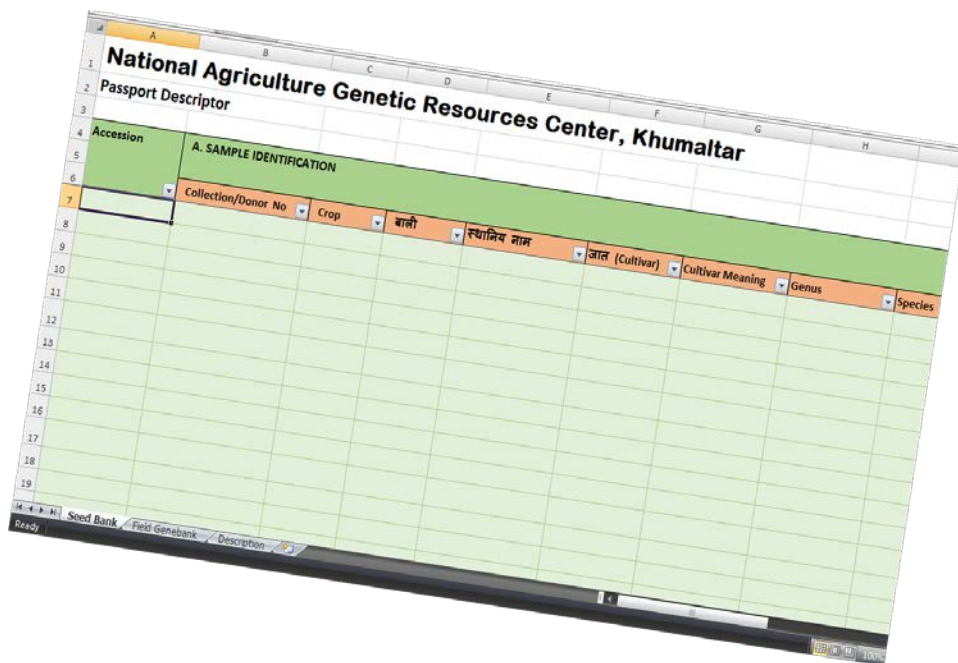 A B C D E F G H
1 National Agriculture Genetic Resources Center, Khumaltar
2 Passport Descriptor
3
4 Accession A. SAMPLE IDENTIFICATION
5
6 Collection/Donor No Crop बाली स्थानिय नाम जात (Cultivar) Cultivar Meaning Genus Species
7
8
9
10
11
12
13
14
15
16
17
18
19
Seed Bank Field Genebank Description
Ready 100%